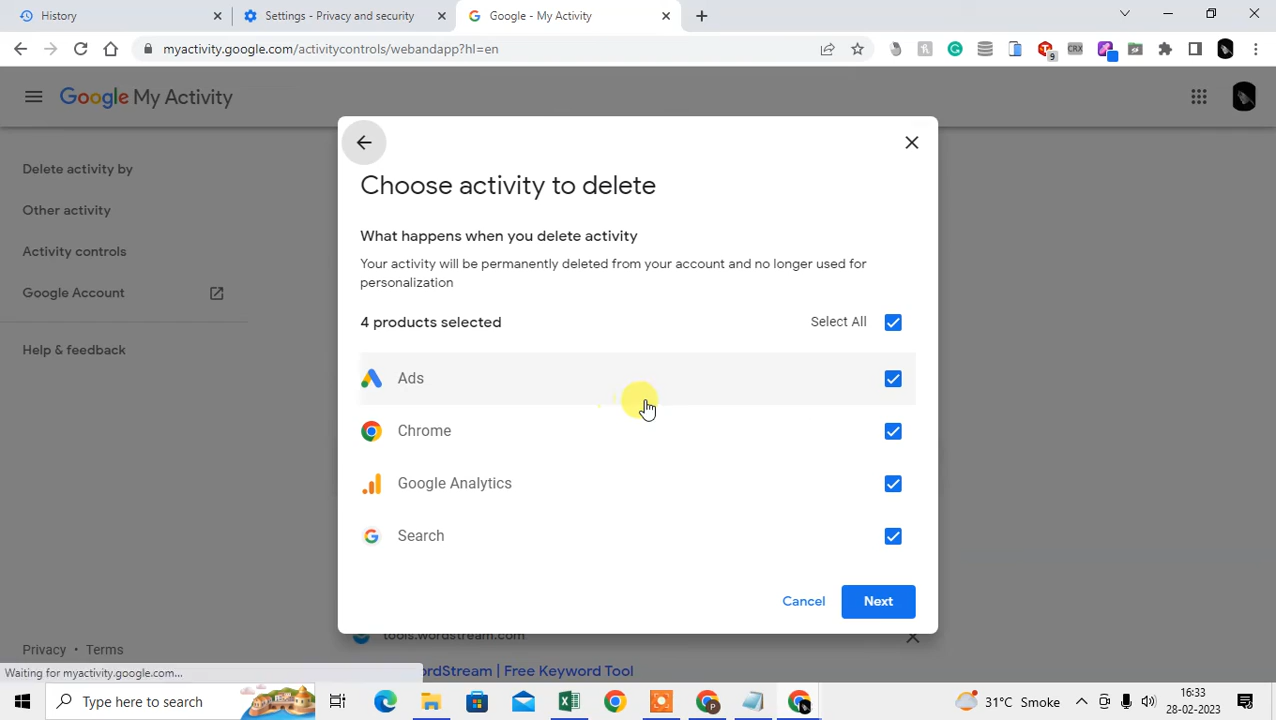 History
Settings - Privacy and security
Google - My Activity
myactivity.google.com/activitycontrols/webandapp?hl=en
9
CRX
Google My Activity
Delete activity by
Other activity
Activity controls
Google Account
Help & feedback
Choose activity to delete
What happens when you delete activity
Your activity will be permanently deleted from your account and no longer used for
personalization
4 products selected
Select All
Ads
Chrome
Google Analytics
Search
Cancel
Next
tools.wordstream.com
Privacy • Terms
Waiting for myactivity.google.com...
WordStream | Free Keyword Tool
Type here to search
31°C Smoke
16:33
28-02-2023